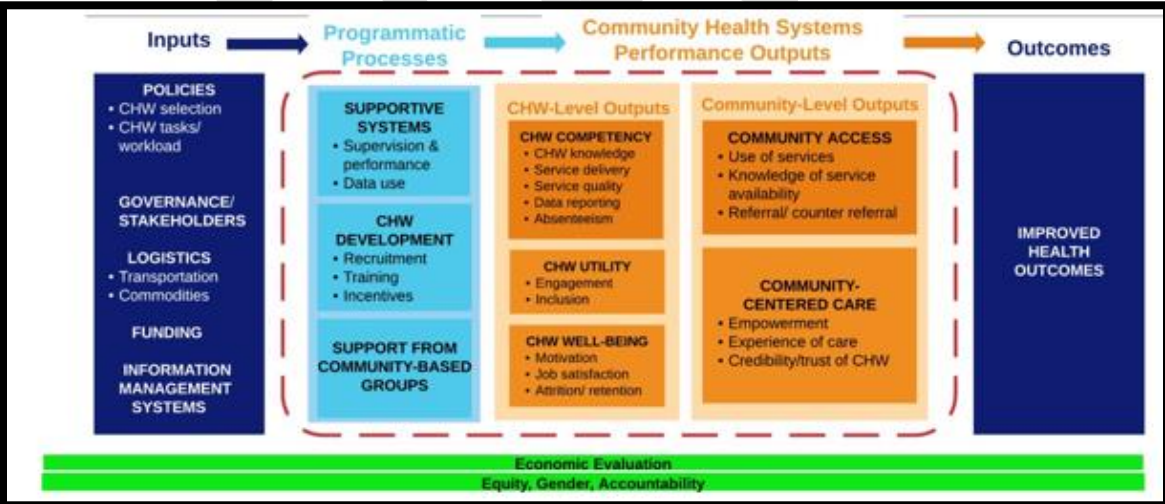 Inputs
Programmatic
Processes
Community Health Systems
Performance Outputs
Outcomes
POLICIES
• CHW selection
• CHW tasks/
workload
GOVERNANCE/
STAKEHOLDERS
LOGISTICS
• Transportation
• Commodities
FUNDING
INFORMATION
MANAGEMENT
SYSTEMS
SUPPORTIVE
SYSTEMS
• Supervision &
performance
• Data use
CHW
DEVELOPMENT
• Recruitment
• Training
• Incentives
SUPPORT FROM
COMMUNITY-BASED
GROUPS
CHW-Level Outputs
CHW COMPETENCY
• CHW knowledge
• Service delivery
• Service quality
• Data reporting
• Absenteeism
CHW UTILITY
• Engagement
• Inclusion
CHW WELL-BEING
• Motivation
• Job satisfaction
• Attrition/ retention
Community-Level Outputs
COMMUNITY ACCESS
• Use of services
• Knowledge of service
availability
• Referral/ counter referral
COMMUNITY-
CENTERED CARE
• Empowerment
• Experience of care
• Credibility/trust of CHW
IMPROVED
HEALTH
OUTCOMES
Economic Evaluation
Equity, Gender, Accountability